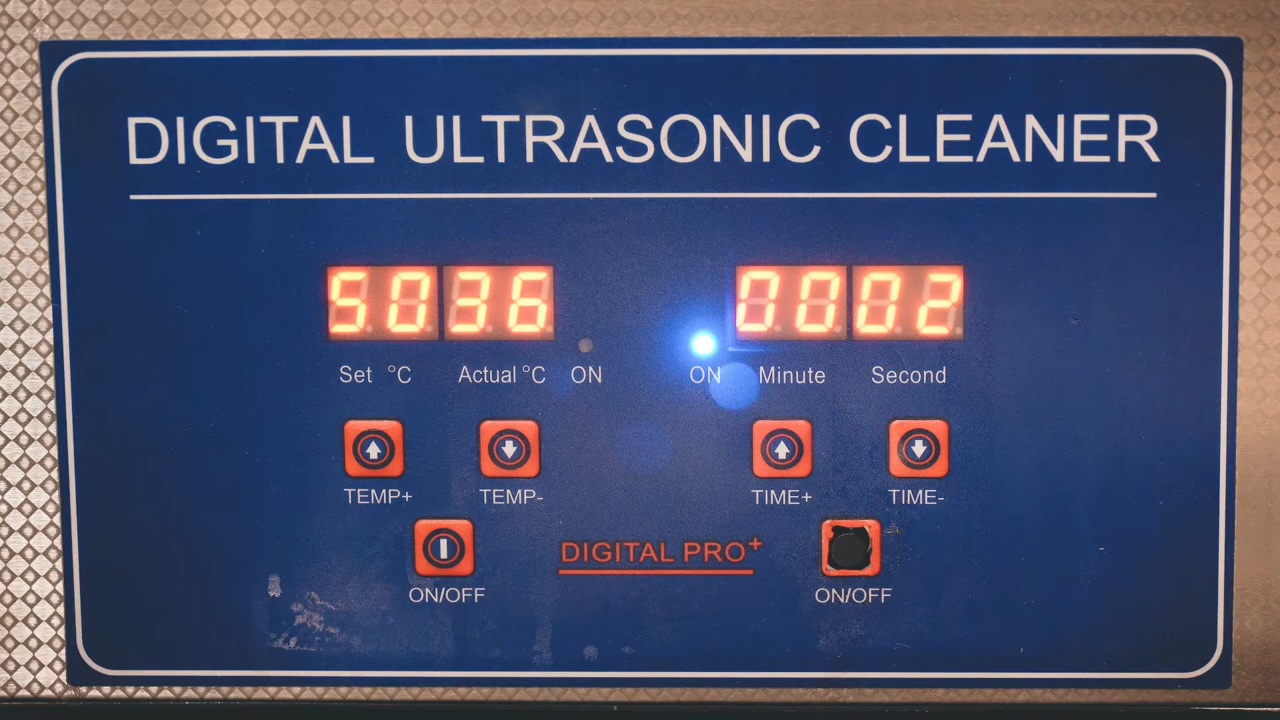 DIGITAL ULTRASONIC CLEANER
5036 0002
Set °C Actual °C ON ON Minute Second
TEMP+ TEMP- TIME+ TIME-
DIGITAL PRO+
ON/OFF ON/OFF